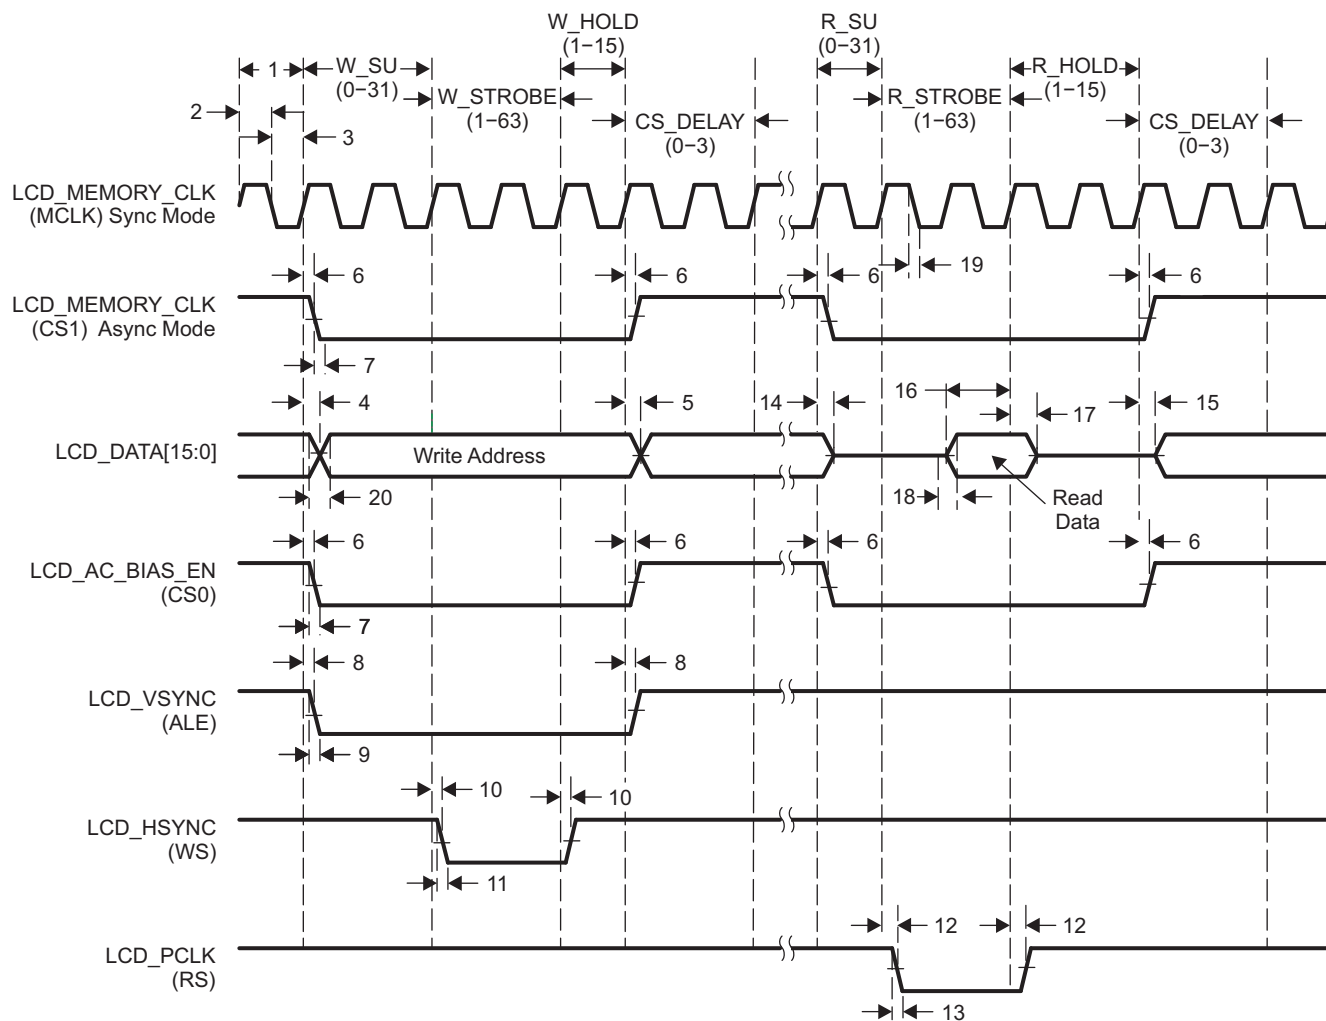 W_HOLD
(1−15)
R_SU
(0−31)
1
W_SU
(0−31)
R_HOLD
(1−15)
2
W_STROBE
(1−63)
R_STROBE
(1−63)
3
CS_DELAY
(0−3)
CS_DELAY
(0−3)
LCD_MEMORY_CLK
(MCLK) Sync Mode
19
6
6
6
6
LCD_MEMORY_CLK
(CS1) Async Mode
7
4
5
14
16
17
15
LCD_DATA[15:0]
Write Address
20
18
Read
Data
6
6
6
6
LCD_AC_BIAS_EN
(CS0)
7
8
8
LCD_VSYNC
(ALE)
9
10
10
LCD_HSYNC
(WS)
11
12
12
LCD_PCLK
(RS)
13